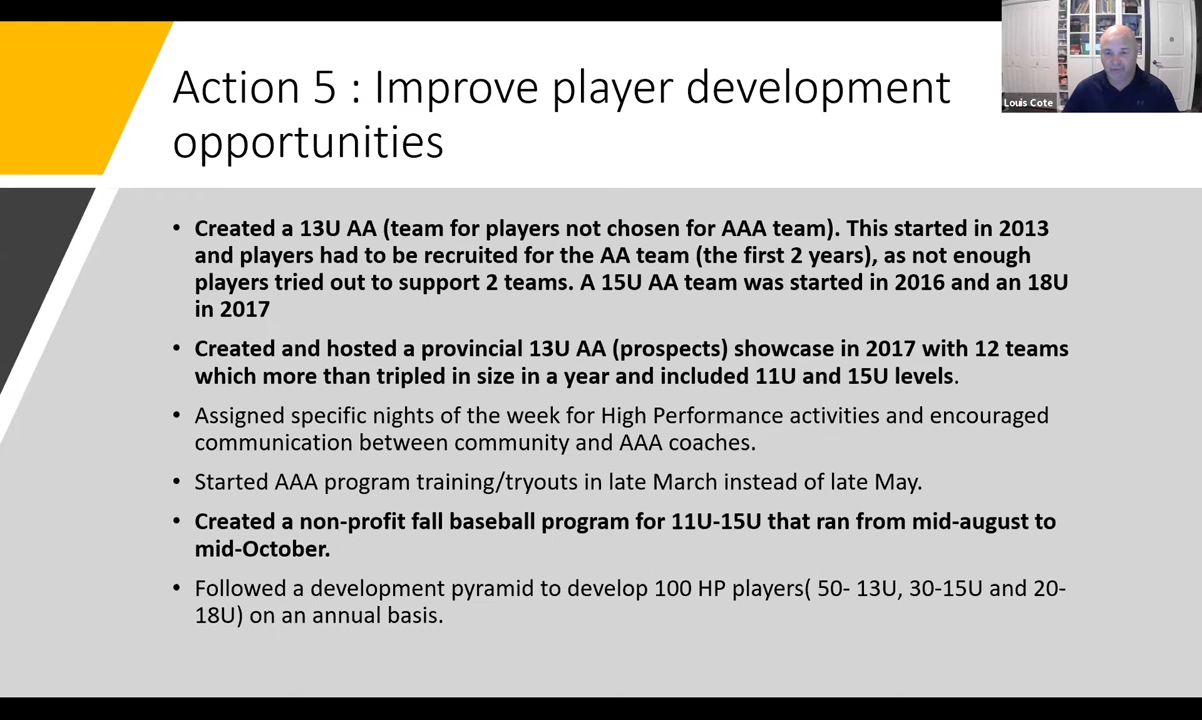 Action 5 : Improve player development
opportunities
Louis Cote
• Created a 13U AA (team for players not chosen for AAA team). This started in 2013
and players had to be recruited for the AA team (the first 2 years), as not enough
players tried out to support 2 teams. A 15U AA team was started in 2016 and an 18U
in 2017
• Created and hosted a provincial 13U AA (prospects) showcase in 2017 with 12 teams
which more than tripled in size in a year and included 11U and 15U levels.
• Assigned specific nights of the week for High Performance activities and encouraged
communication between community and AAA coaches.
• Started AAA program training/tryouts in late March instead of late May.
• Created a non-profit fall baseball program for 11U-15U that ran from mid-august to
mid-October.
• Followed a development pyramid to develop 100 HP players( 50- 13U, 30-15U and 20-
18U) on an annual basis.